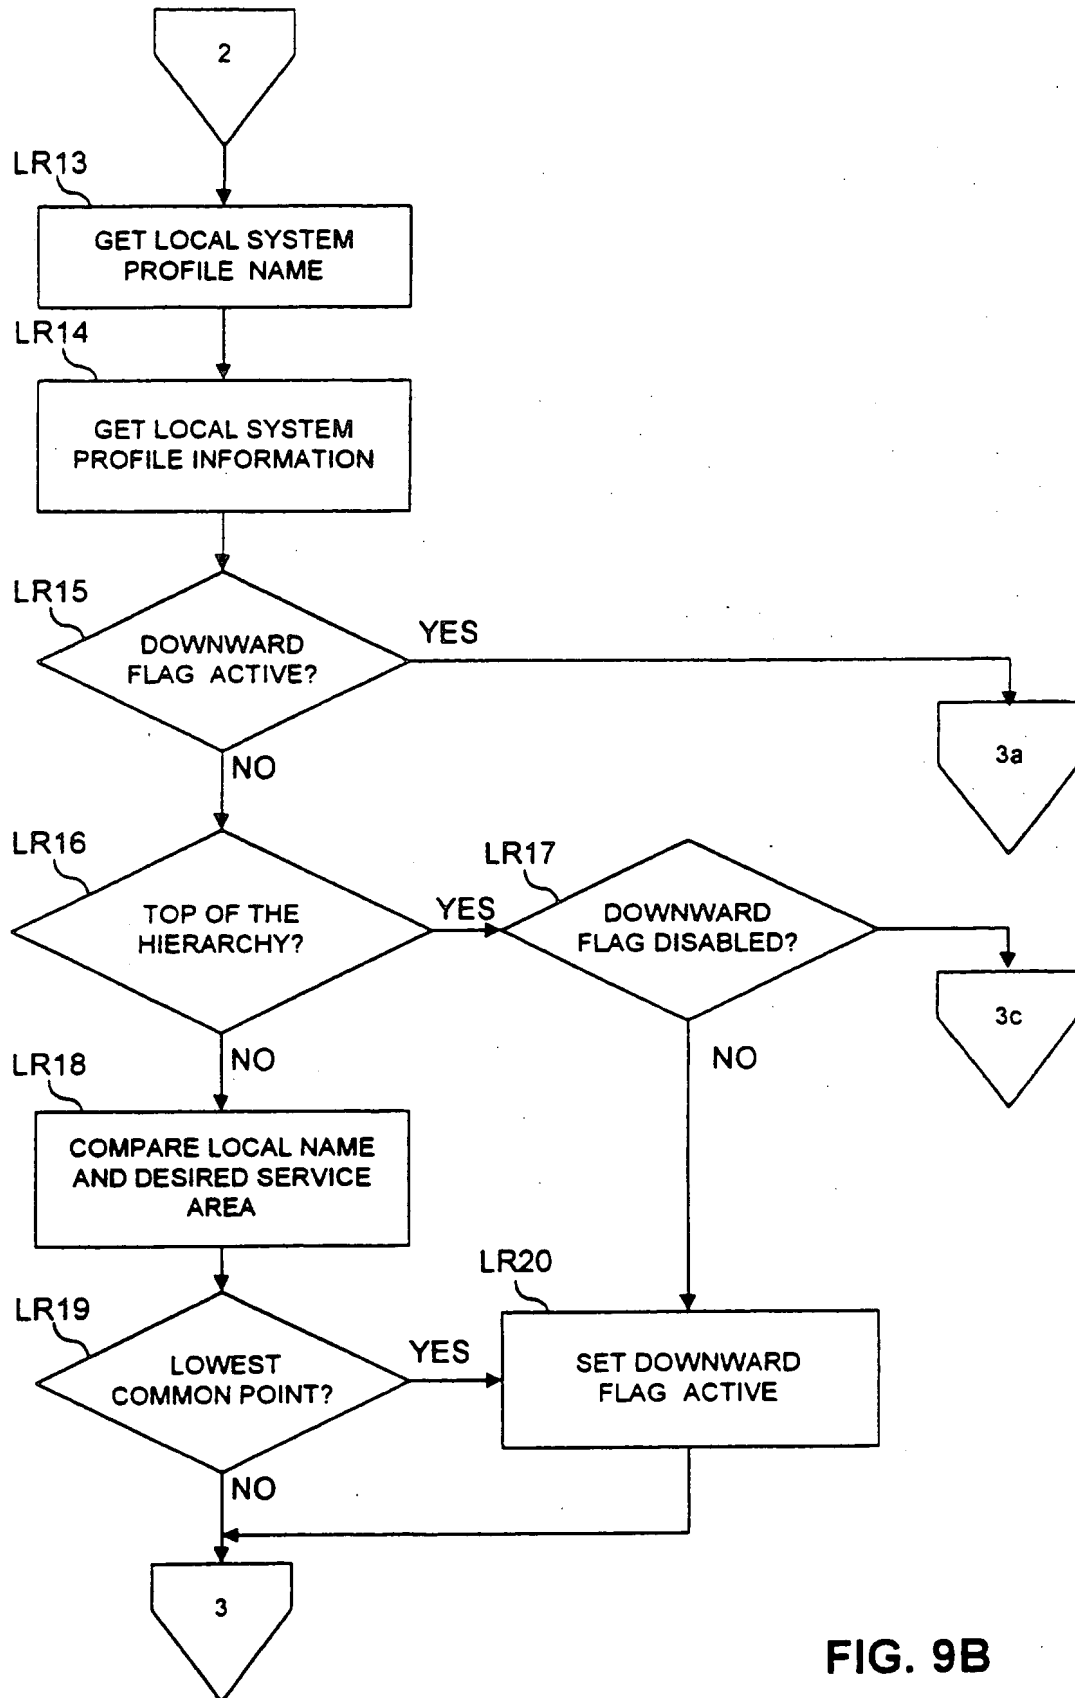 2
LR13
GET LOCAL SYSTEM
PROFILE NAME
LR14
GET LOCAL SYSTEM
PROFILE INFORMATION
LR15
DOWNWARD
FLAG ACTIVE?
YES
3a
NO
LR16
TOP OF THE
HIERARCHY?
YES
LR17
DOWNWARD
FLAG DISABLED?
3c
NO
NO
LR18
COMPARE LOCAL NAME
AND DESIRED SERVICE
AREA
LR19
LOWEST
COMMON POINT?
YES
LR20
SET DOWNWARD
FLAG ACTIVE
NO
3
FIG. 9B